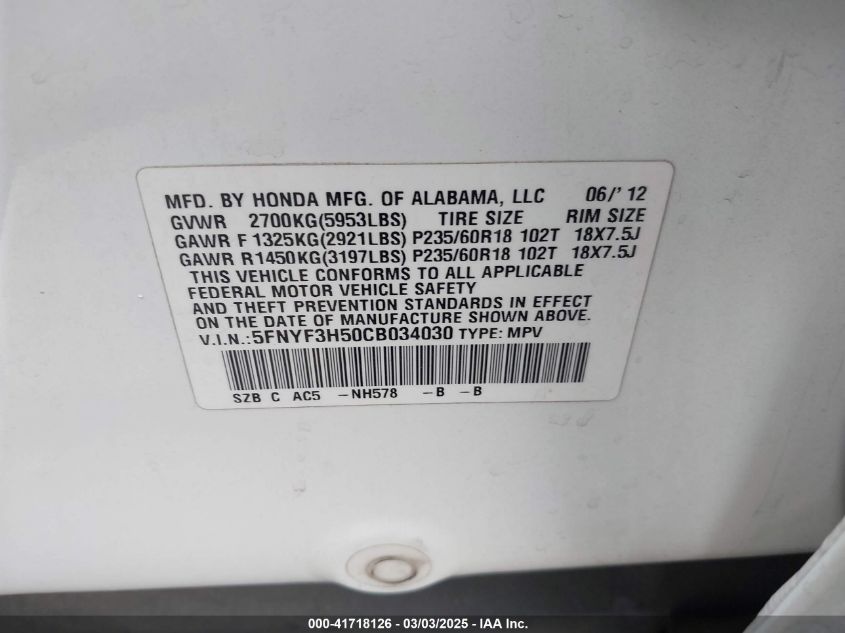 MFD. BY HONDA MFG. OF ALABAMA, LLC 06/' 12
GVWR 2700KG(5953LBS) TIRE SIZE RIM SIZE
GAWR F 1325KG(2921LBS) P235/60R18 102T 18X7.5J
GAWR R1450KG(3197LBS) P235/60R18 102T 18X7.5J
THIS VEHICLE CONFORMS TO ALL APPLICABLE
FEDERAL MOTOR VEHICLE SAFETY
AND THEFT PREVENTION STANDARDS IN EFFECT
ON THE DATE OF MANUFACTURE SHOWN ABOVE.
V.I.N.:5FNYF3H50CB034030 TYPE: MPV
SZB C AC5 -NH578 -B -B
000-41718126 - 03/03/2025 - IAA Inc.